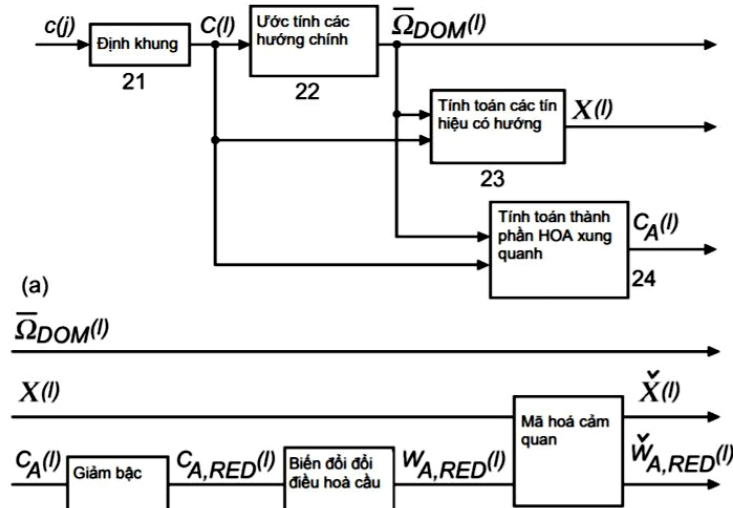 c(j)
Định khung
21
C(l)
Ước tính các
hướng chính
22
Ω̅DOM(l)
Tính toán các tín
hiệu có hướng
23
X(l)
Tính toán thành
phần HOA xung
quanh
24
CA(l)
(a)
Ω̅DOM(l)
X(l)
Mã hoá cảm
quan
X̌(l)
CA(l)
Giảm bậc
CA,RED(l)
Biến đổi đổi
điều hoà cầu
WA,RED(l)
W̌A,RED(l)